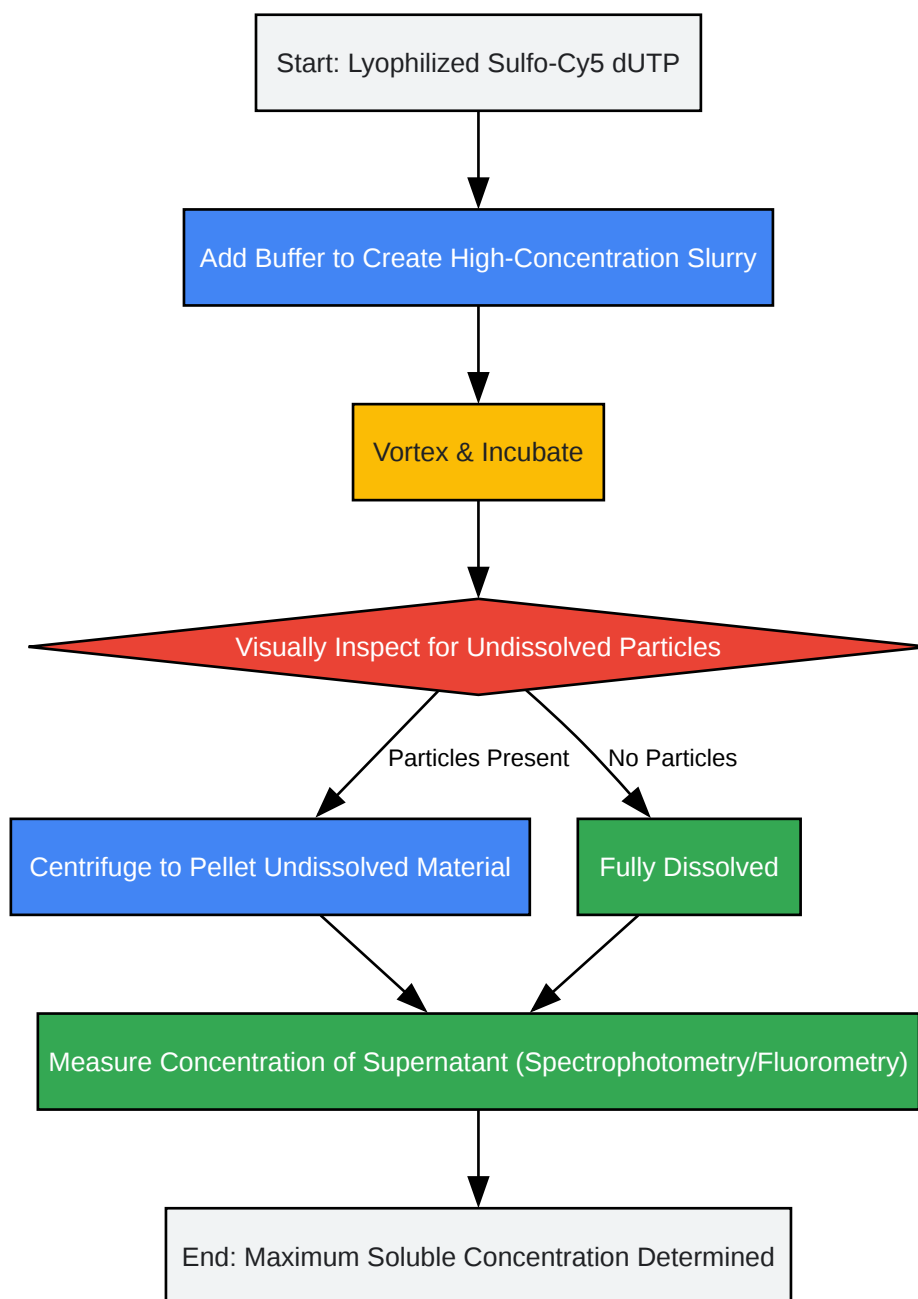 Start: Lyophilized Sulfo-Cy5 dUTP
Add Buffer to Create High-Concentration Slurry
Vortex & Incubate
Visually Inspect for Undissolved Particles
Particles Present
No Particles
Centrifuge to Pellet Undissolved Material
Fully Dissolved
Measure Concentration of Supernatant (Spectrophotometry/Fluorometry)
End: Maximum Soluble Concentration Determined